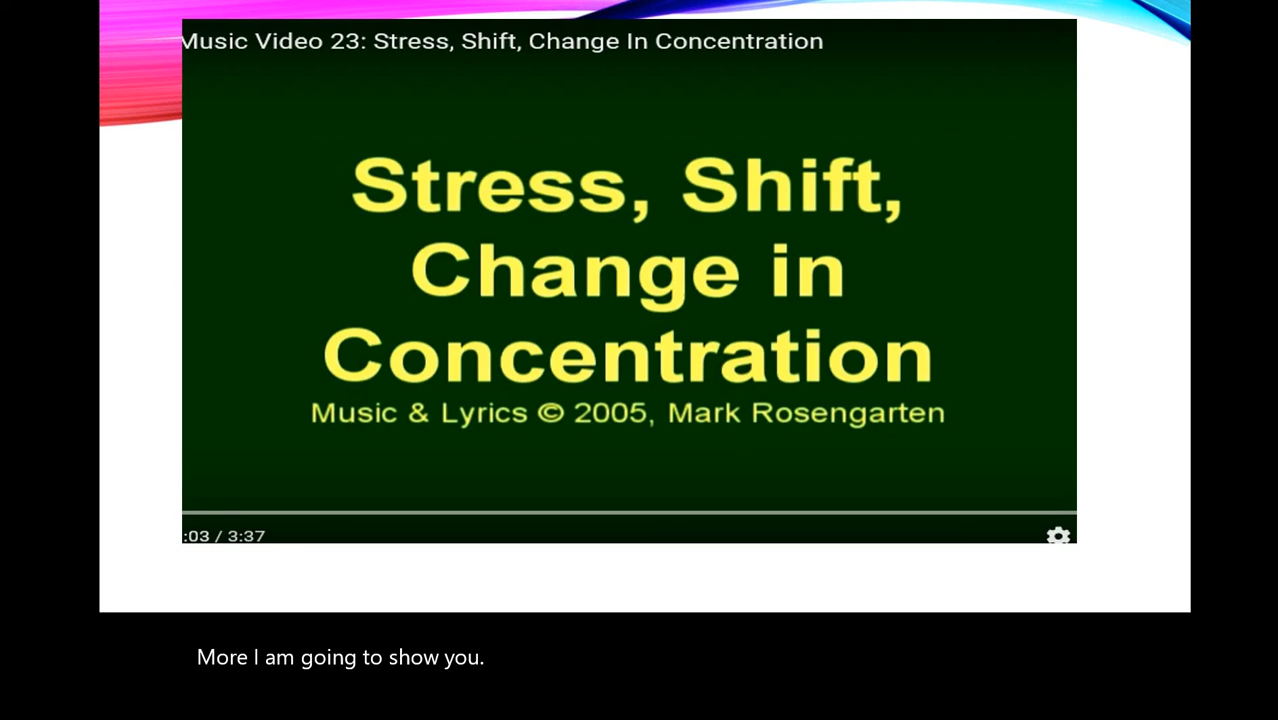 Music Video 23: Stress, Shift, Change In Concentration
Stress, Shift,
Change in
Concentration
Music & Lyrics © 2005, Mark Rosengarten
:03 / 3:37
More I am going to show you.